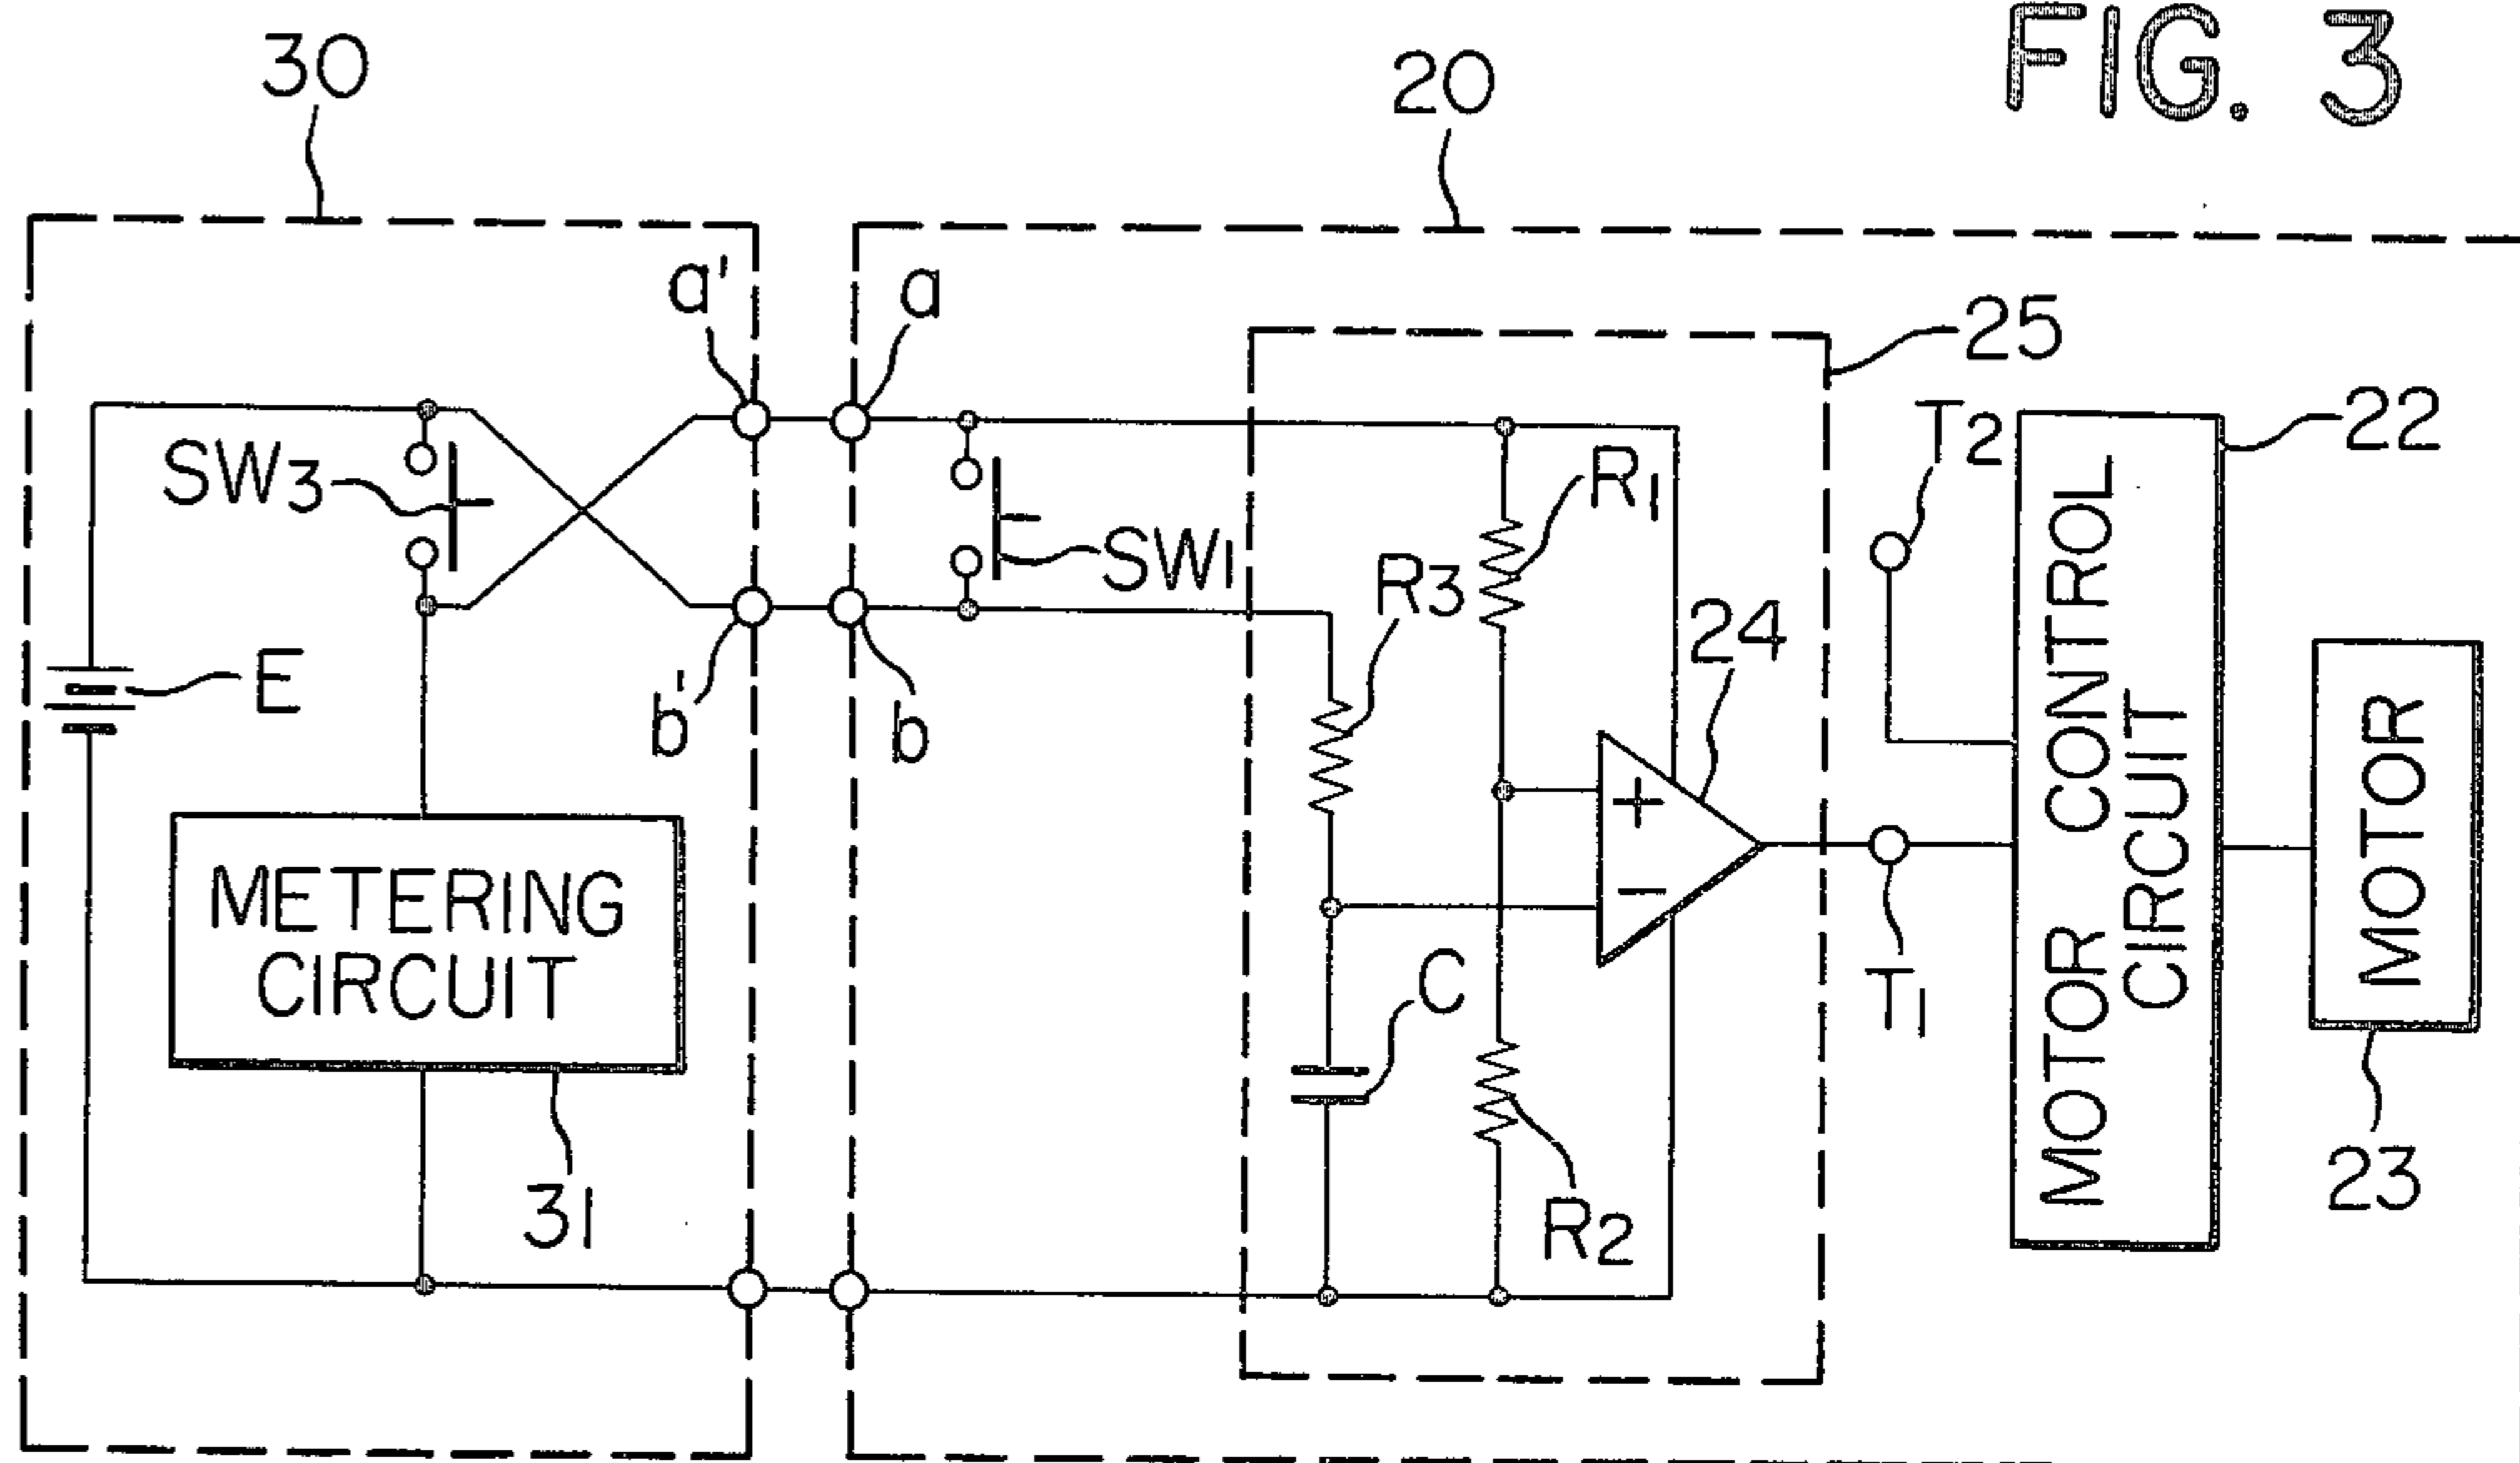 FIG. 3
30
20
a'
a
25
T2
22
SW3
R1
SW1
R3
24
E
b'
b
+
−
METERING
CIRCUIT
C
T1
MOTOR CONTROL
CIRCUIT
MOTOR
31
R2
23